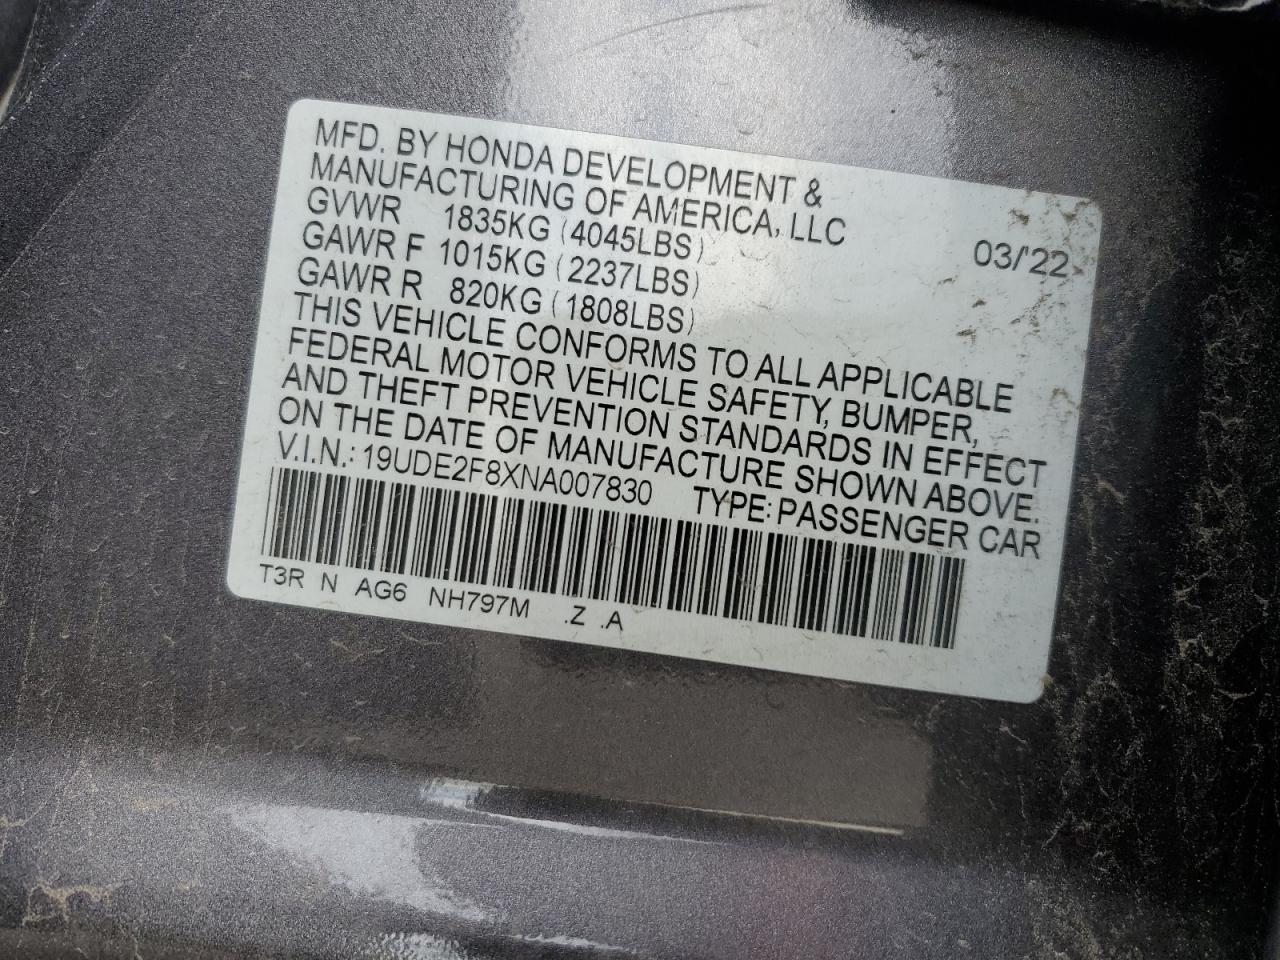 MFD. BY HONDA DEVELOPMENT &
MANUFACTURING OF AMERICA, LLC
GVWR 1835KG (4045LBS) 03/'22
GAWR F 1015KG (2237LBS)
GAWR R 820KG (1808LBS)
THIS VEHICLE CONFORMS TO ALL APPLICABLE
FEDERAL MOTOR VEHICLE SAFETY, BUMPER,
AND THEFT PREVENTION STANDARDS IN EFFECT
ON THE DATE OF MANUFACTURE SHOWN ABOVE.
V.I.N.: 19UDE2F8XNA007830 TYPE: PASSENGER CAR
T3R N AG6 NH797M .Z .A